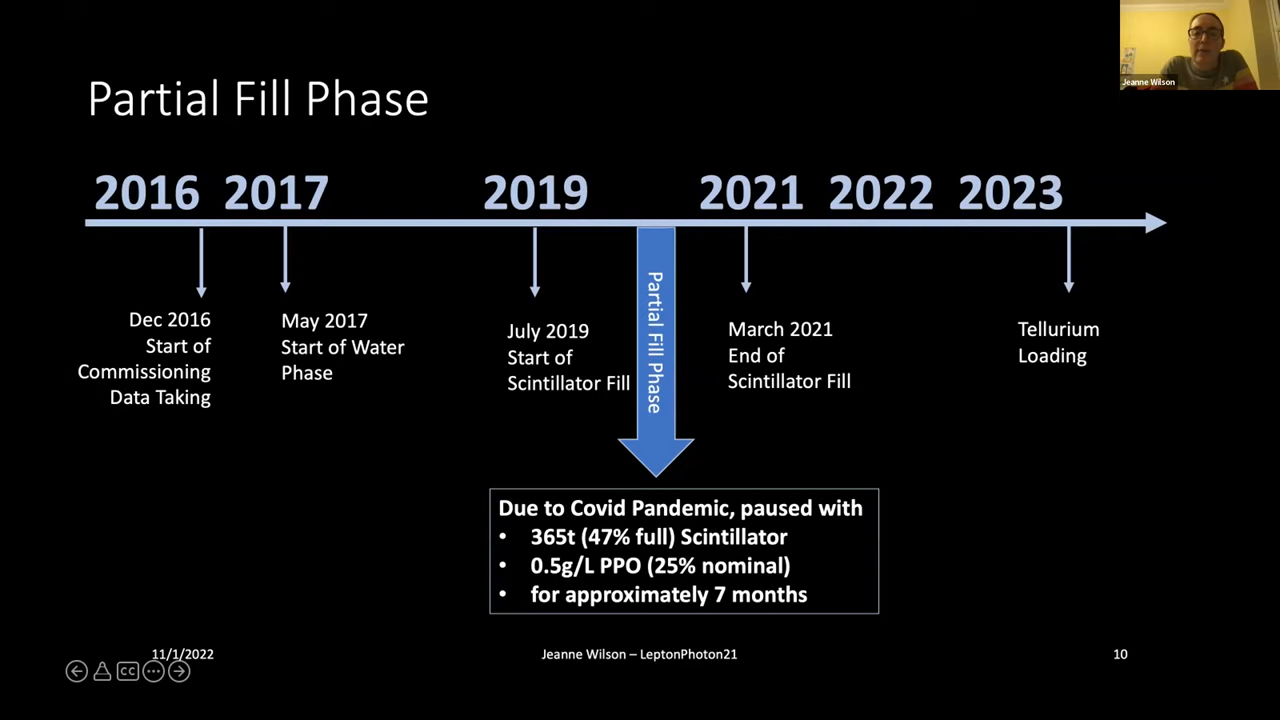 Jeanne Wilson
Partial Fill Phase
2016 2017 2019 2021 2022 2023
Dec 2016
Start of
Commissioning
Data Taking
May 2017
Start of Water
Phase
July 2019
Start of
Scintillator Fill
Partial Fill Phase
March 2021
End of
Scintillator Fill
Tellurium
Loading
Due to Covid Pandemic, paused with
• 365t (47% full) Scintillator
• 0.5g/L PPO (25% nominal)
• for approximately 7 months
11/1/2022
Jeanne Wilson – LeptonPhoton21
10
CC